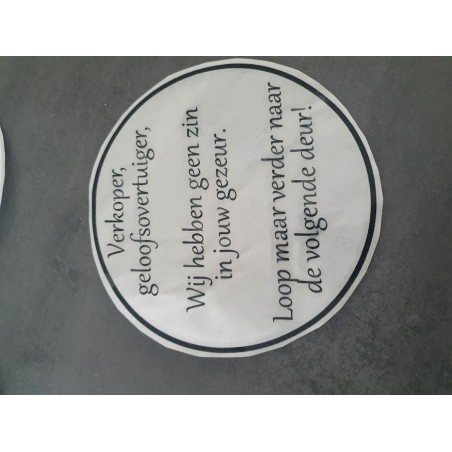 Verkoper,
geloofsovertuiger,
Wij hebben geen zin
in jouw gezeur.
Loop maar verder naar
de volgende deur!